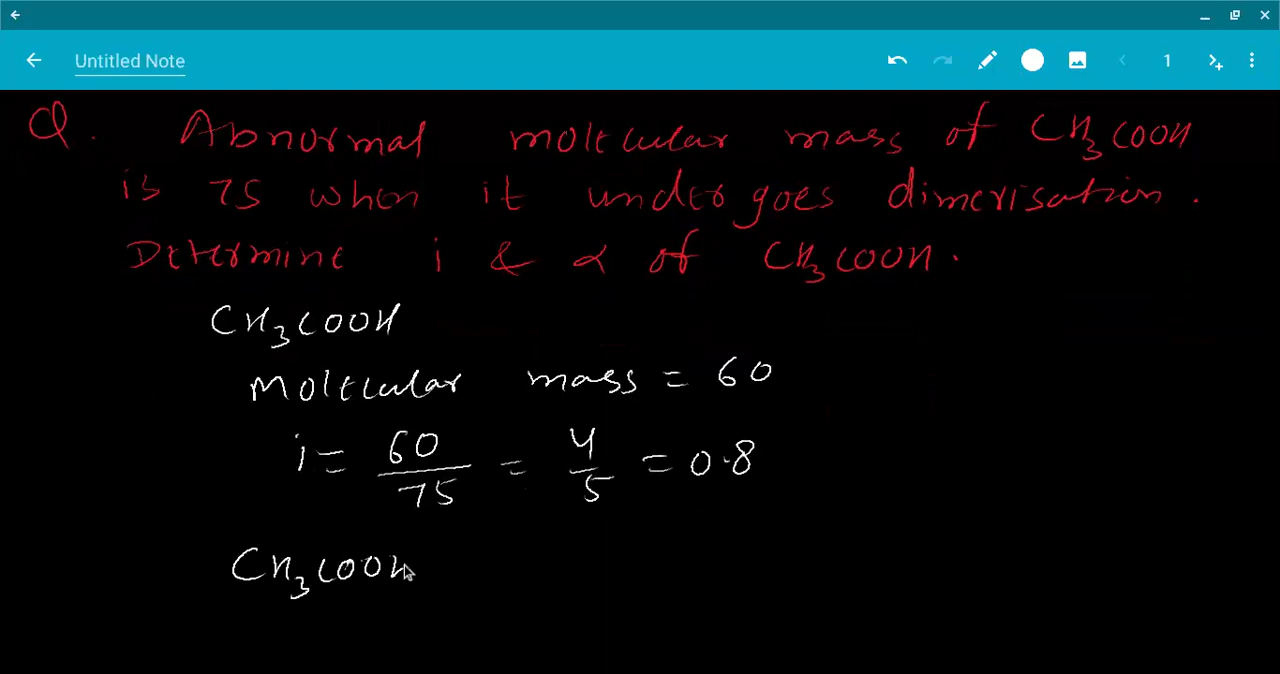 Untitled Note
1
Q. Abnormal molecular mass of CH3COOH
is 75 when it undergoes dimerisation.
Determine i & α of CH3COOH.
CH3COOH
Molecular mass = 60
i = 60/75 = 4/5 = 0.8
CH3COOH